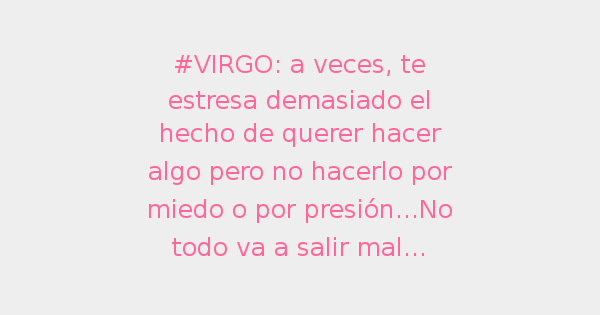 #VIRGO: a veces, te
estresa demasiado el
hecho de querer hacer
algo pero no hacerlo por
miedo o por presión...No
todo va a salir mal...